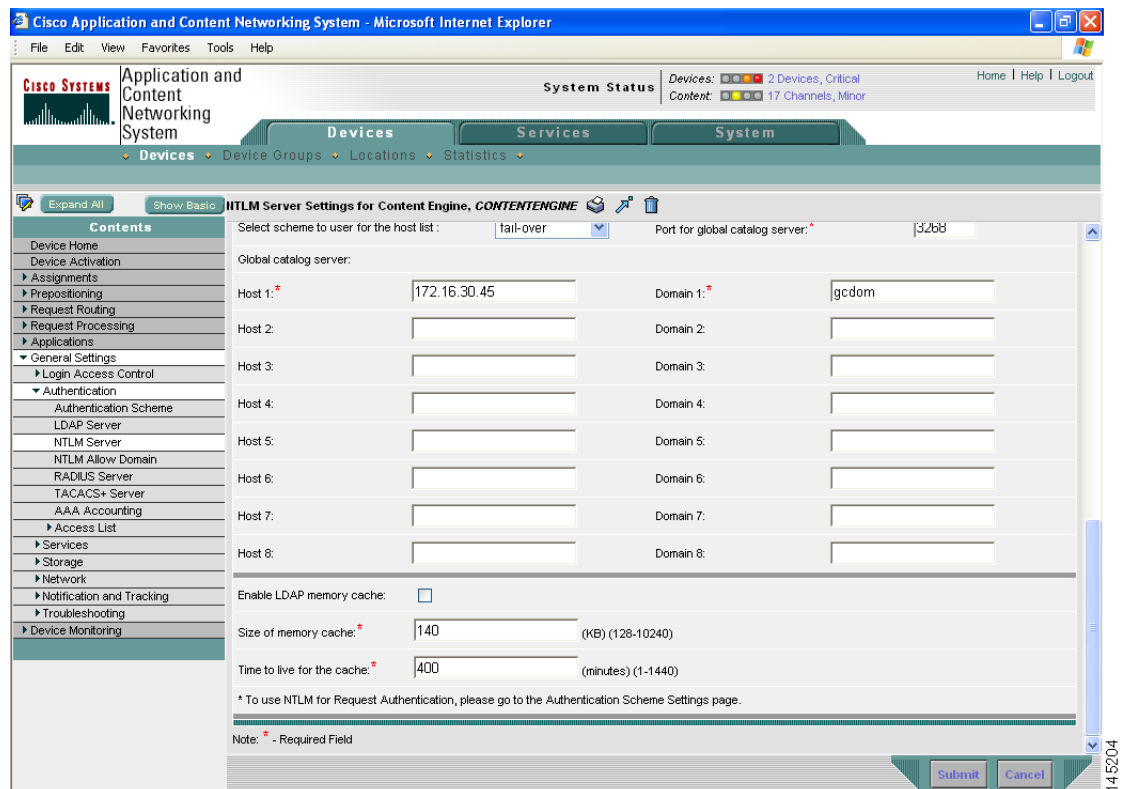 Cisco Application and Content Networking System - Microsoft Internet Explorer
File Edit View Favorites Tools Help
CISCO SYSTEMS
Application and
Content
Networking
System
System Status
Devices: 2 Devices, Critical
Content: 17 Channels, Minor
Home | Help | Logout
Devices Services System
Devices Device Groups Locations Statistics
Expand All Show Basic
NTLM Server Settings for Content Engine, CONTENTENGINE
Contents
Device Home
Device Activation
Assignments
Prepositioning
Request Routing
Request Processing
Applications
General Settings
Login Access Control
Authentication
Authentication Scheme
LDAP Server
NTLM Server
NTLM Allow Domain
RADIUS Server
TACACS+ Server
AAA Accounting
Access List
Services
Storage
Network
Notification and Tracking
Troubleshooting
Device Monitoring
Select scheme to user for the host list : fail-over Port for global catalog server:* 3268
Global catalog server:
Host 1:* 172.16.30.45 Domain 1:* gcdom
Host 2: Domain 2:
Host 3: Domain 3:
Host 4: Domain 4:
Host 5: Domain 5:
Host 6: Domain 6:
Host 7: Domain 7:
Host 8: Domain 8:
Enable LDAP memory cache:
Size of memory cache:* 140 (KB) (128-10240)
Time to live for the cache:* 400 (minutes) (1-1440)
* To use NTLM for Request Authentication, please go to the Authentication Scheme Settings page.
Note: * - Required Field
Submit Cancel
145204